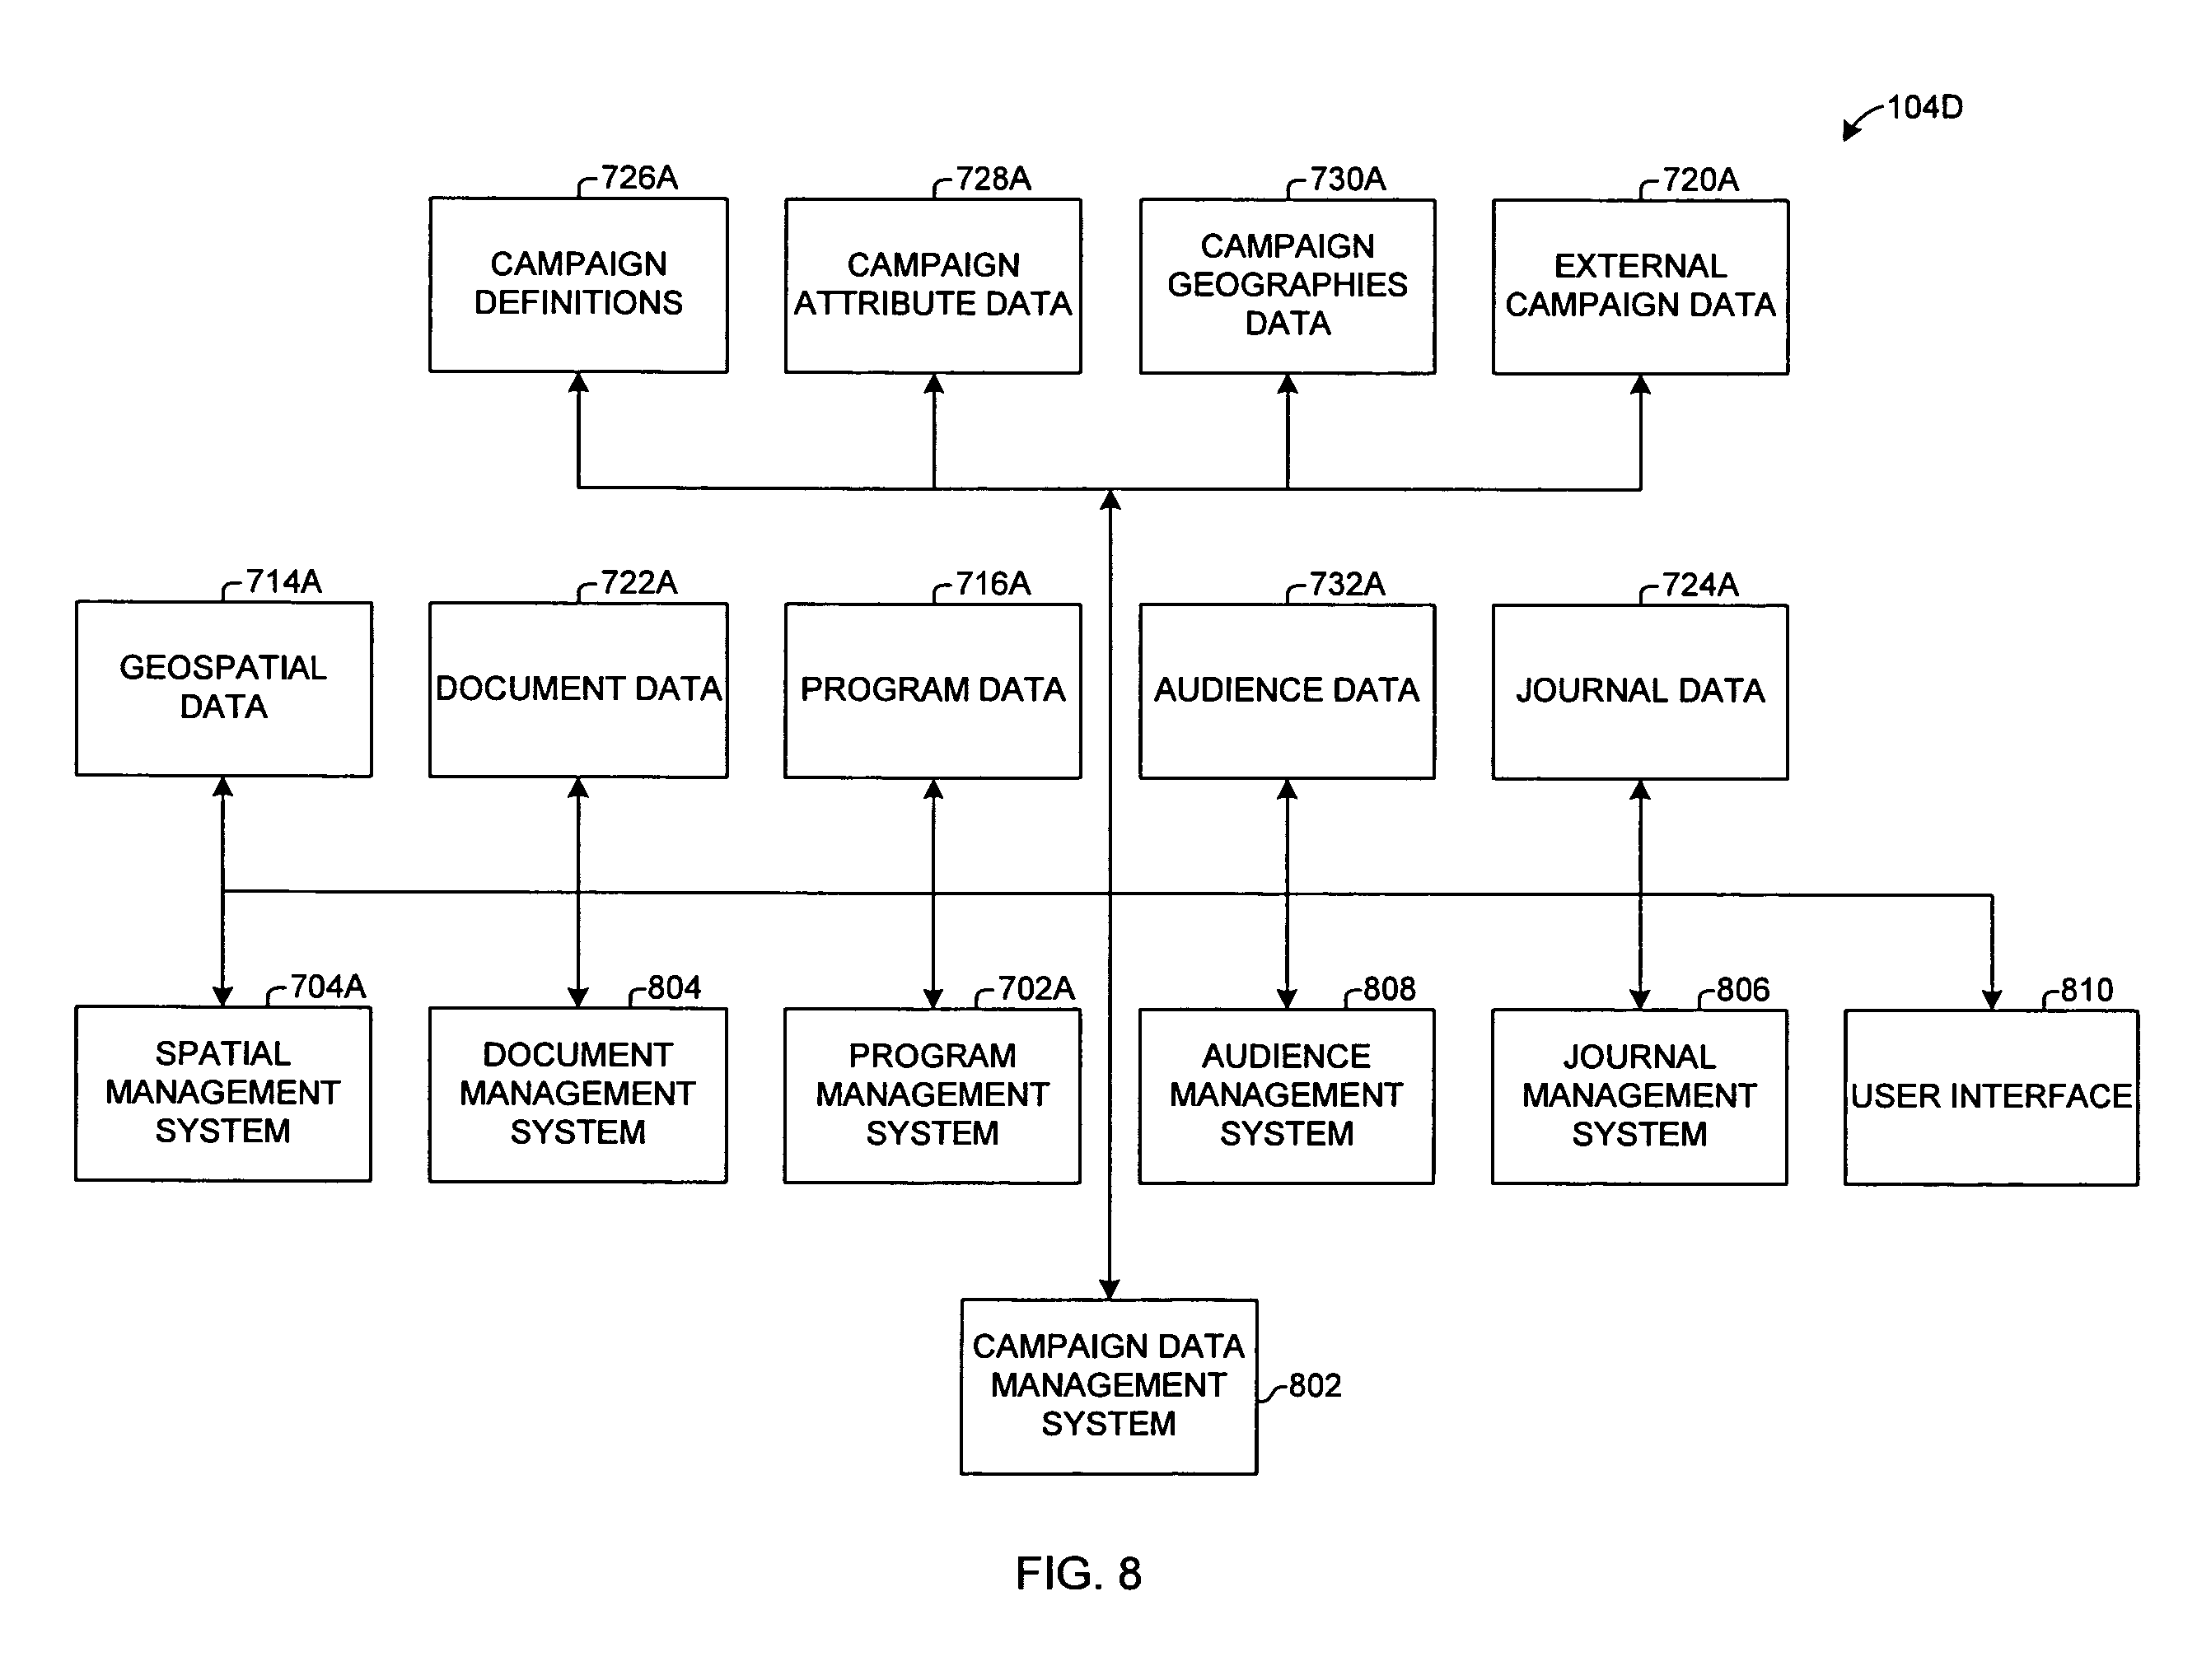 104D
726A
728A
730A
720A
CAMPAIGN
DEFINITIONS
CAMPAIGN
ATTRIBUTE DATA
CAMPAIGN
GEOGRAPHIES
DATA
EXTERNAL
CAMPAIGN DATA
714A
722A
716A
732A
724A
GEOSPATIAL
DATA
DOCUMENT DATA
PROGRAM DATA
AUDIENCE DATA
JOURNAL DATA
704A
804
702A
808
806
810
SPATIAL
MANAGEMENT
SYSTEM
DOCUMENT
MANAGEMENT
SYSTEM
PROGRAM
MANAGEMENT
SYSTEM
AUDIENCE
MANAGEMENT
SYSTEM
JOURNAL
MANAGEMENT
SYSTEM
USER INTERFACE
CAMPAIGN DATA
MANAGEMENT
SYSTEM
802
FIG. 8